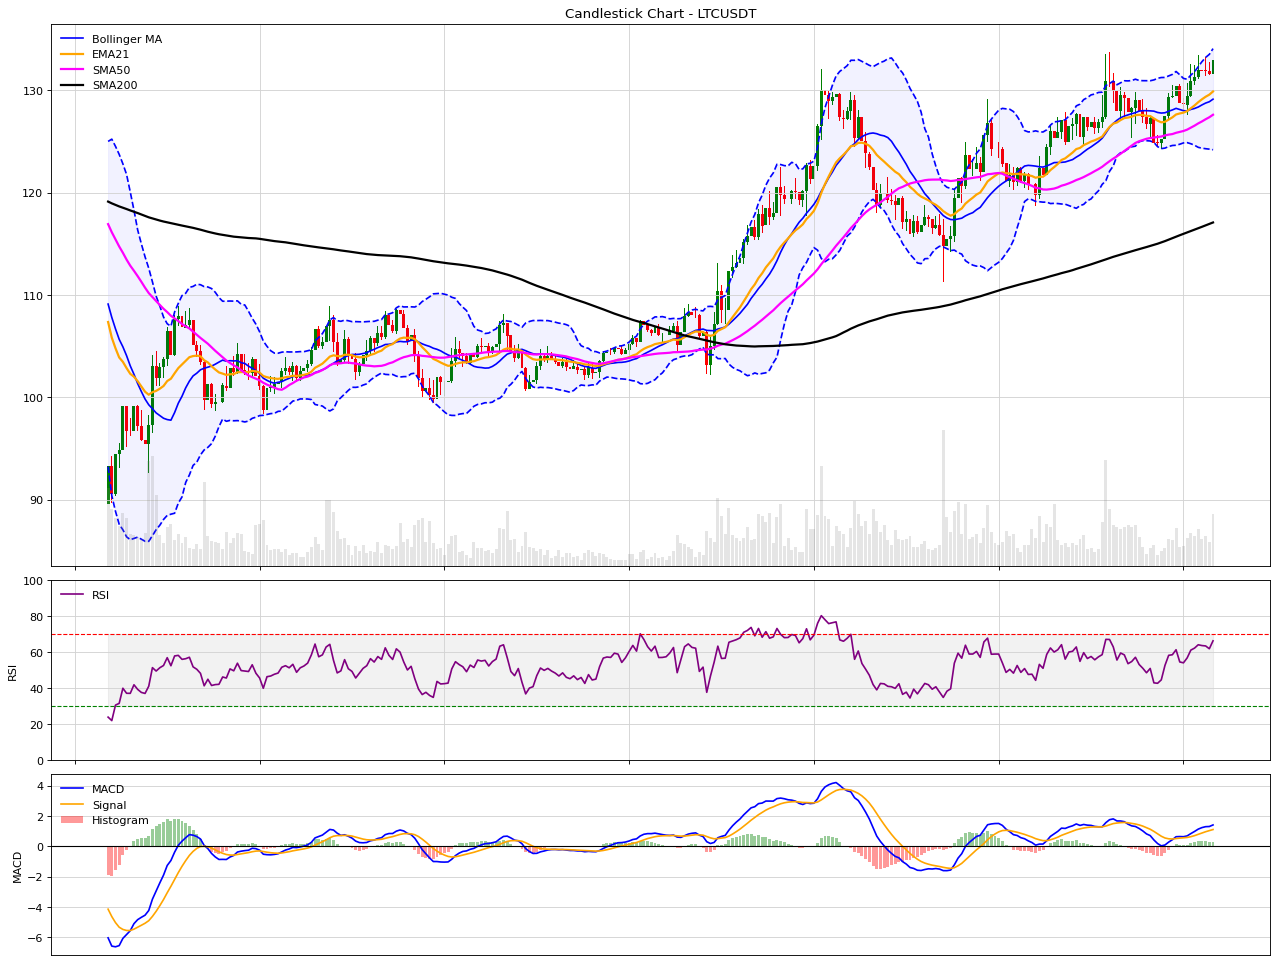 Candlestick Chart - LTCUSDT
Bollinger MA
EMA21
SMA50
SMA200
130
120
110
100
90
100
80
60
40
20
0
RSI
RSI
4
2
0
−2
−4
−6
MACD
MACD
Signal
Histogram